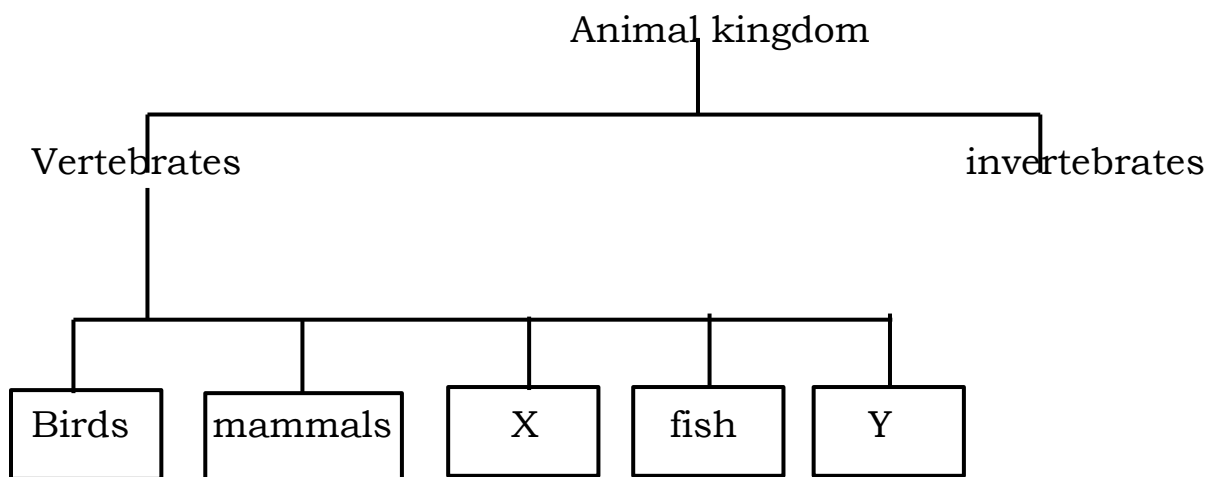 Animal kingdom
Vertebrates invertebrates
Birds mammals X fish Y